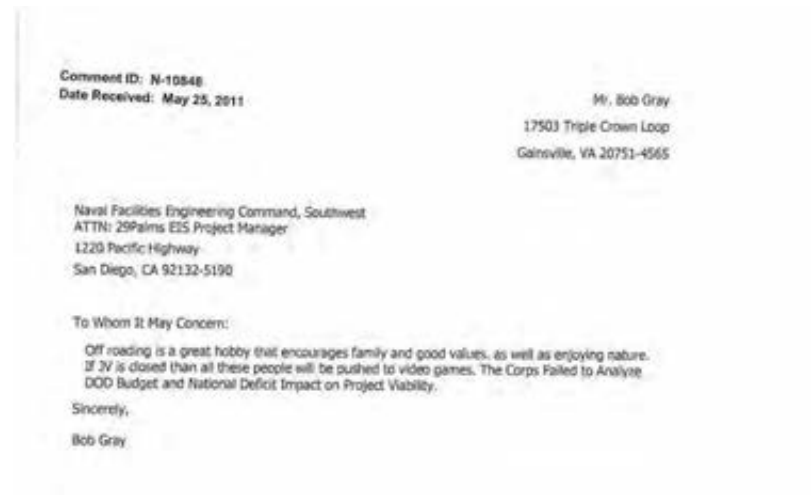 Comment ID: N-10848
Date Received: May 25, 2011
Mr. Bob Gray
17503 Triple Crown Loop
Gainsville, VA 20751-4565
Naval Facilities Engineering Command, Southwest
ATTN: 29Palms EIS Project Manager
1220 Pacific Highway
San Diego, CA 92132-5190
To Whom It May Concern:
Off roading is a great hobby that encourages family and good values, as well as enjoying nature.
If JV is closed than all these people will be pushed to video games. The Corps Failed to Analyze
DOD Budget and National Deficit Impact on Project Viability.
Sincerely,
Bob Gray